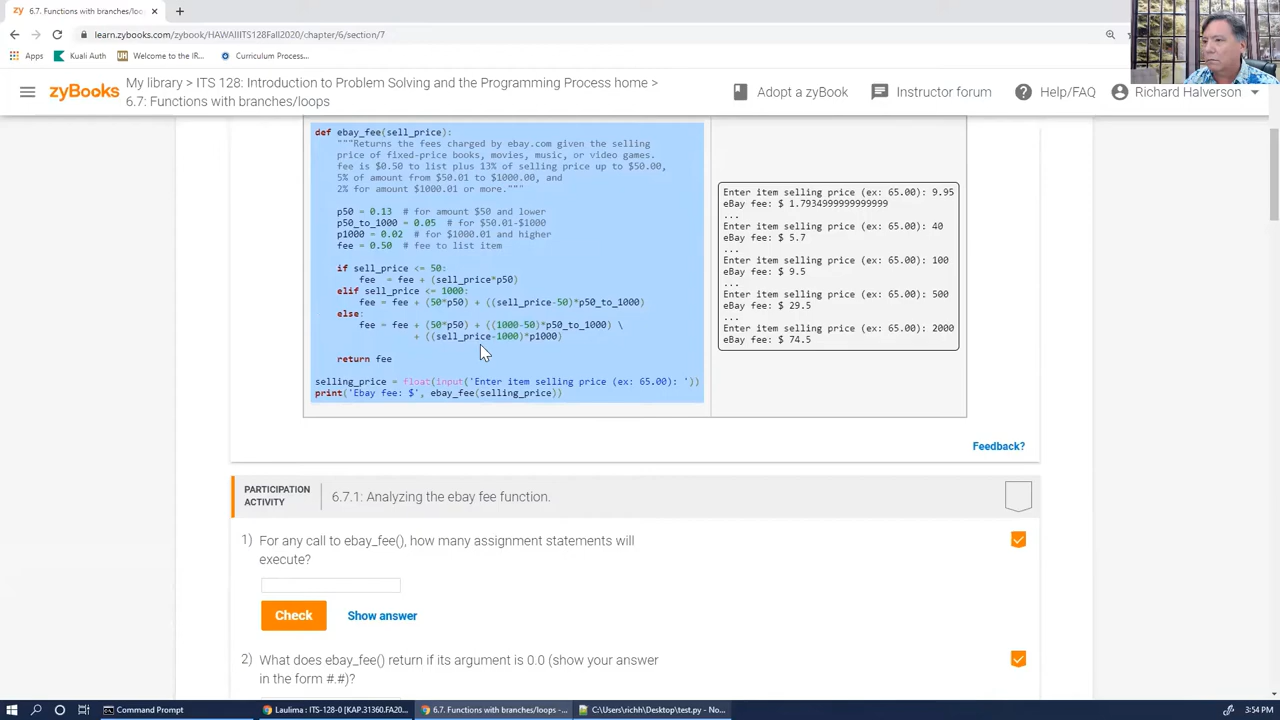 zy 6.7. Functions with branches/loop
learn.zybooks.com/zybook/HAWAIIITS128Fall2020/chapter/6/section/7
Apps Kuali Auth UH Welcome to the IR... Curriculum Process...
zyBooks My library > ITS 128: Introduction to Problem Solving and the Programming Process home >
6.7: Functions with branches/loops
Adopt a zyBook Instructor forum Help/FAQ Richard Halverson
def ebay_fee(sell_price):
"""Returns the fees charged by ebay.com given the selling
price of fixed-price books, movies, music, or video games.
fee is $0.50 to list plus 13% of selling price up to $50.00,
5% of amount from $50.01 to $1000.00, and
2% for amount $1000.01 or more."""
p50 = 0.13 # for amount $50 and lower
p50_to_1000 = 0.05 # for $50.01-$1000
p1000 = 0.02 # for $1000.01 and higher
fee = 0.50 # fee to list item
if sell_price <= 50:
fee = fee + (sell_price*p50)
elif sell_price <= 1000:
fee = fee + (50*p50) + ((sell_price-50)*p50_to_1000)
else:
fee = fee + (50*p50) + ((1000-50)*p50_to_1000) \
+ ((sell_price-1000)*p1000)
return fee
selling_price = float(input('Enter item selling price (ex: 65.00): '))
print('Ebay fee: $', ebay_fee(selling_price))
Enter item selling price (ex: 65.00): 9.95
eBay fee: $ 1.7934999999999999
...
Enter item selling price (ex: 65.00): 40
eBay fee: $ 5.7
...
Enter item selling price (ex: 65.00): 100
eBay fee: $ 9.5
...
Enter item selling price (ex: 65.00): 500
eBay fee: $ 29.5
...
Enter item selling price (ex: 65.00): 2000
eBay fee: $ 74.5
Feedback?
PARTICIPATION
ACTIVITY
6.7.1: Analyzing the ebay fee function.
1) For any call to ebay_fee(), how many assignment statements will
execute?
Check Show answer
2) What does ebay_fee() return if its argument is 0.0 (show your answer
in the form #.#)?
Command Prompt Laulima : ITS-128-0 [KAP.31360.FA20... 6.7. Functions with branches/loops -... C:\Users\richh\Desktop\test.py - No... 3:54 PM